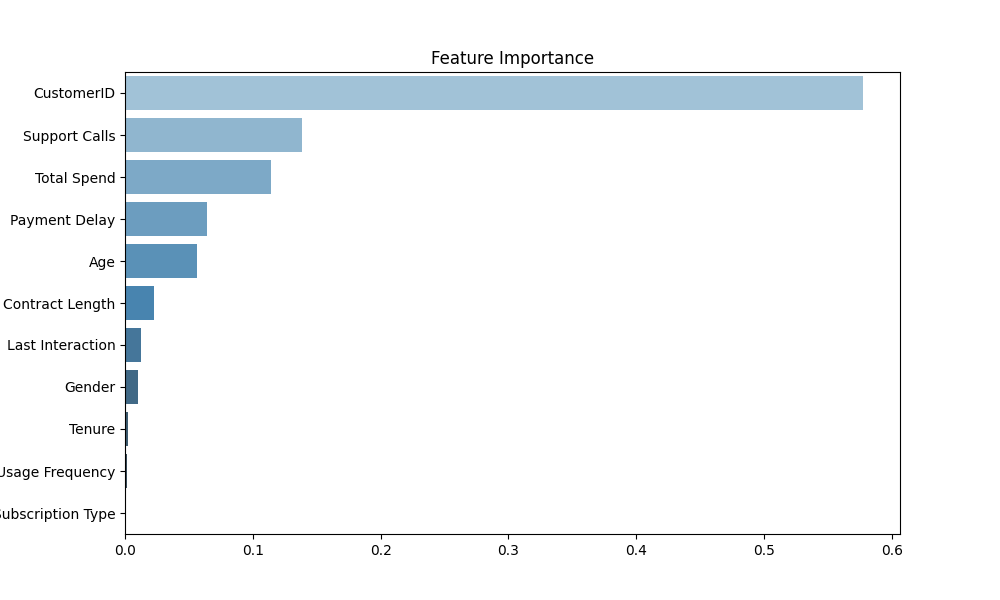 Feature Importance
CustomerID
Support Calls
Total Spend
Payment Delay
Age
Contract Length
Last Interaction
Gender
Tenure
Usage Frequency
Subscription Type
0.0 0.1 0.2 0.3 0.4 0.5 0.6